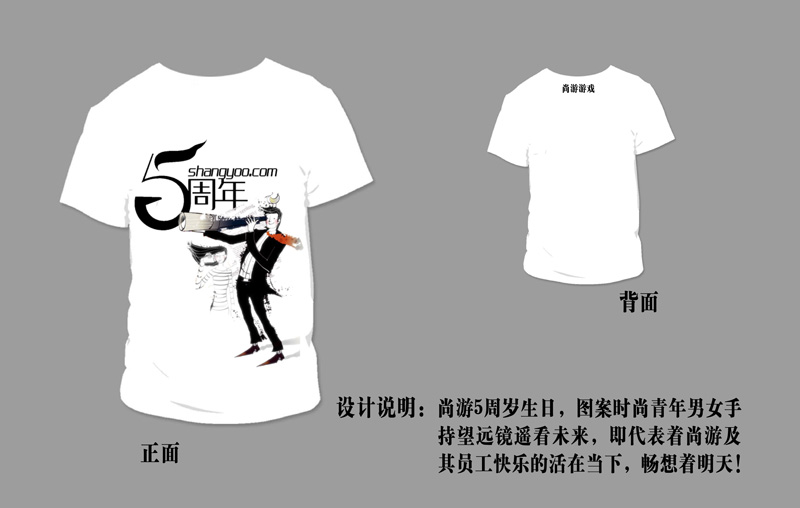 尚游游戏
shangyoo.com
5周年
背面
正面
设计说明：尚游5周岁生日，图案时尚青年男女手
持望远镜遥看未来，即代表着尚游及
其员工快乐的活在当下，畅想着明天！